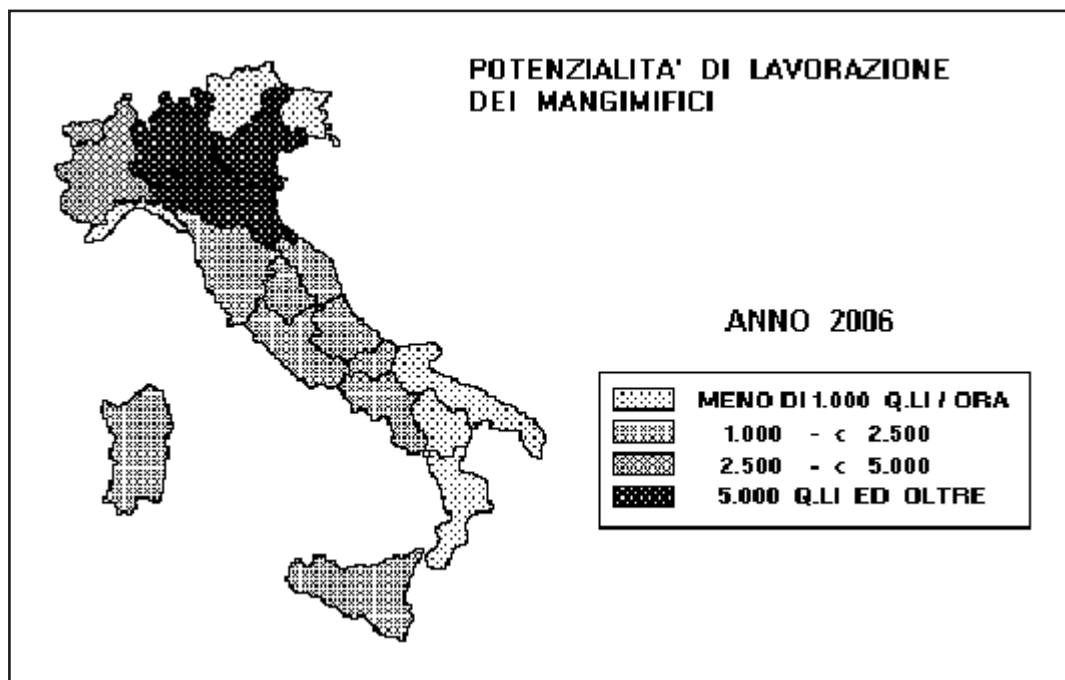 POTENZIALITA' DI LAVORAZIONE
DEI MANGIMIFICI
ANNO 2006
MENO DI 1.000 Q.LI / ORA
1.000 - < 2.500
2.500 - < 5.000
5.000 Q.LI ED OLTRE